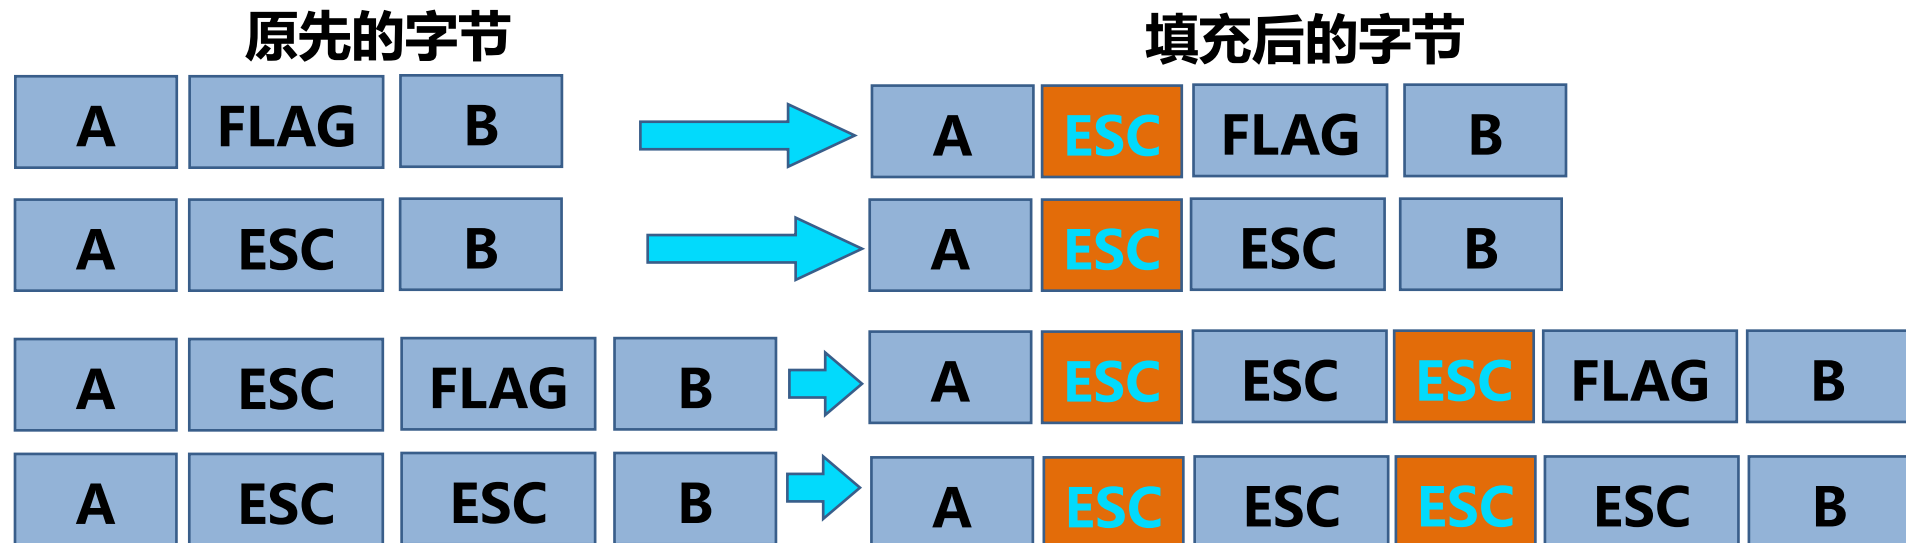 原先的字节 填充后的字节
A FLAG B A ESC FLAG B
A ESC B A ESC ESC B
A ESC FLAG B A ESC ESC ESC FLAG B
A ESC ESC B A ESC ESC ESC ESC B